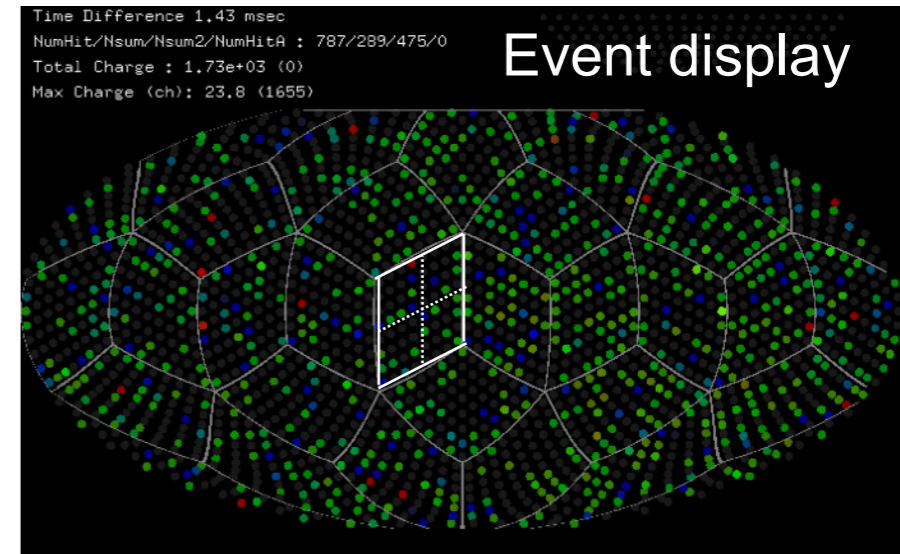 Time Difference 1.43 msec
NumHit/Nsum/Nsum2/NumHitA : 787/289/475/0
Total Charge : 1.73e+03 (0)
Max Charge (ch): 23.8 (1655)
Event display